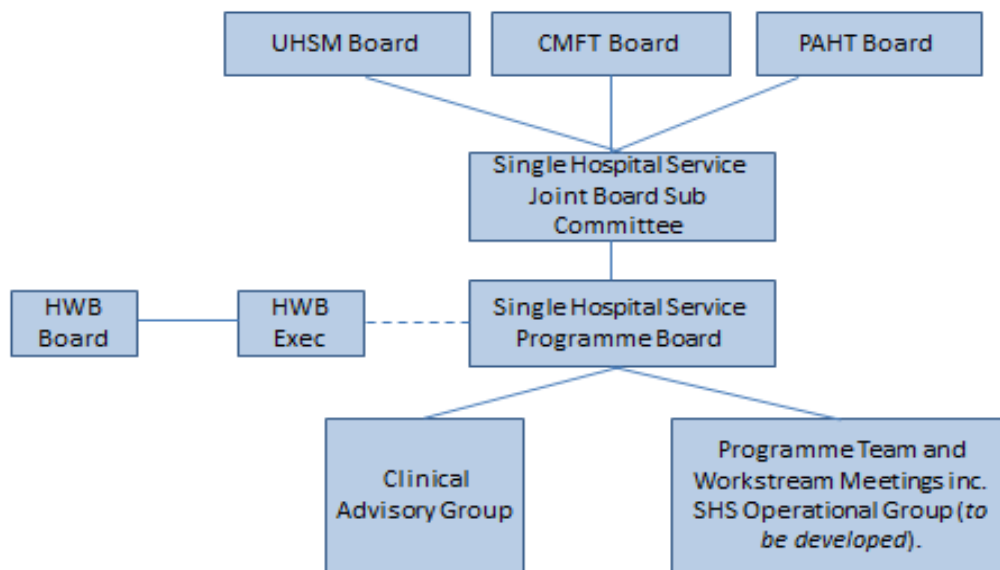 UHSM Board
CMFT Board
PAHT Board
Single Hospital Service
Joint Board Sub
Committee
HWB
Board
HWB
Exec
Single Hospital Service
Programme Board
Clinical
Advisory Group
Programme Team and
Workstream Meetings inc.
SHS Operational Group (to
be developed).